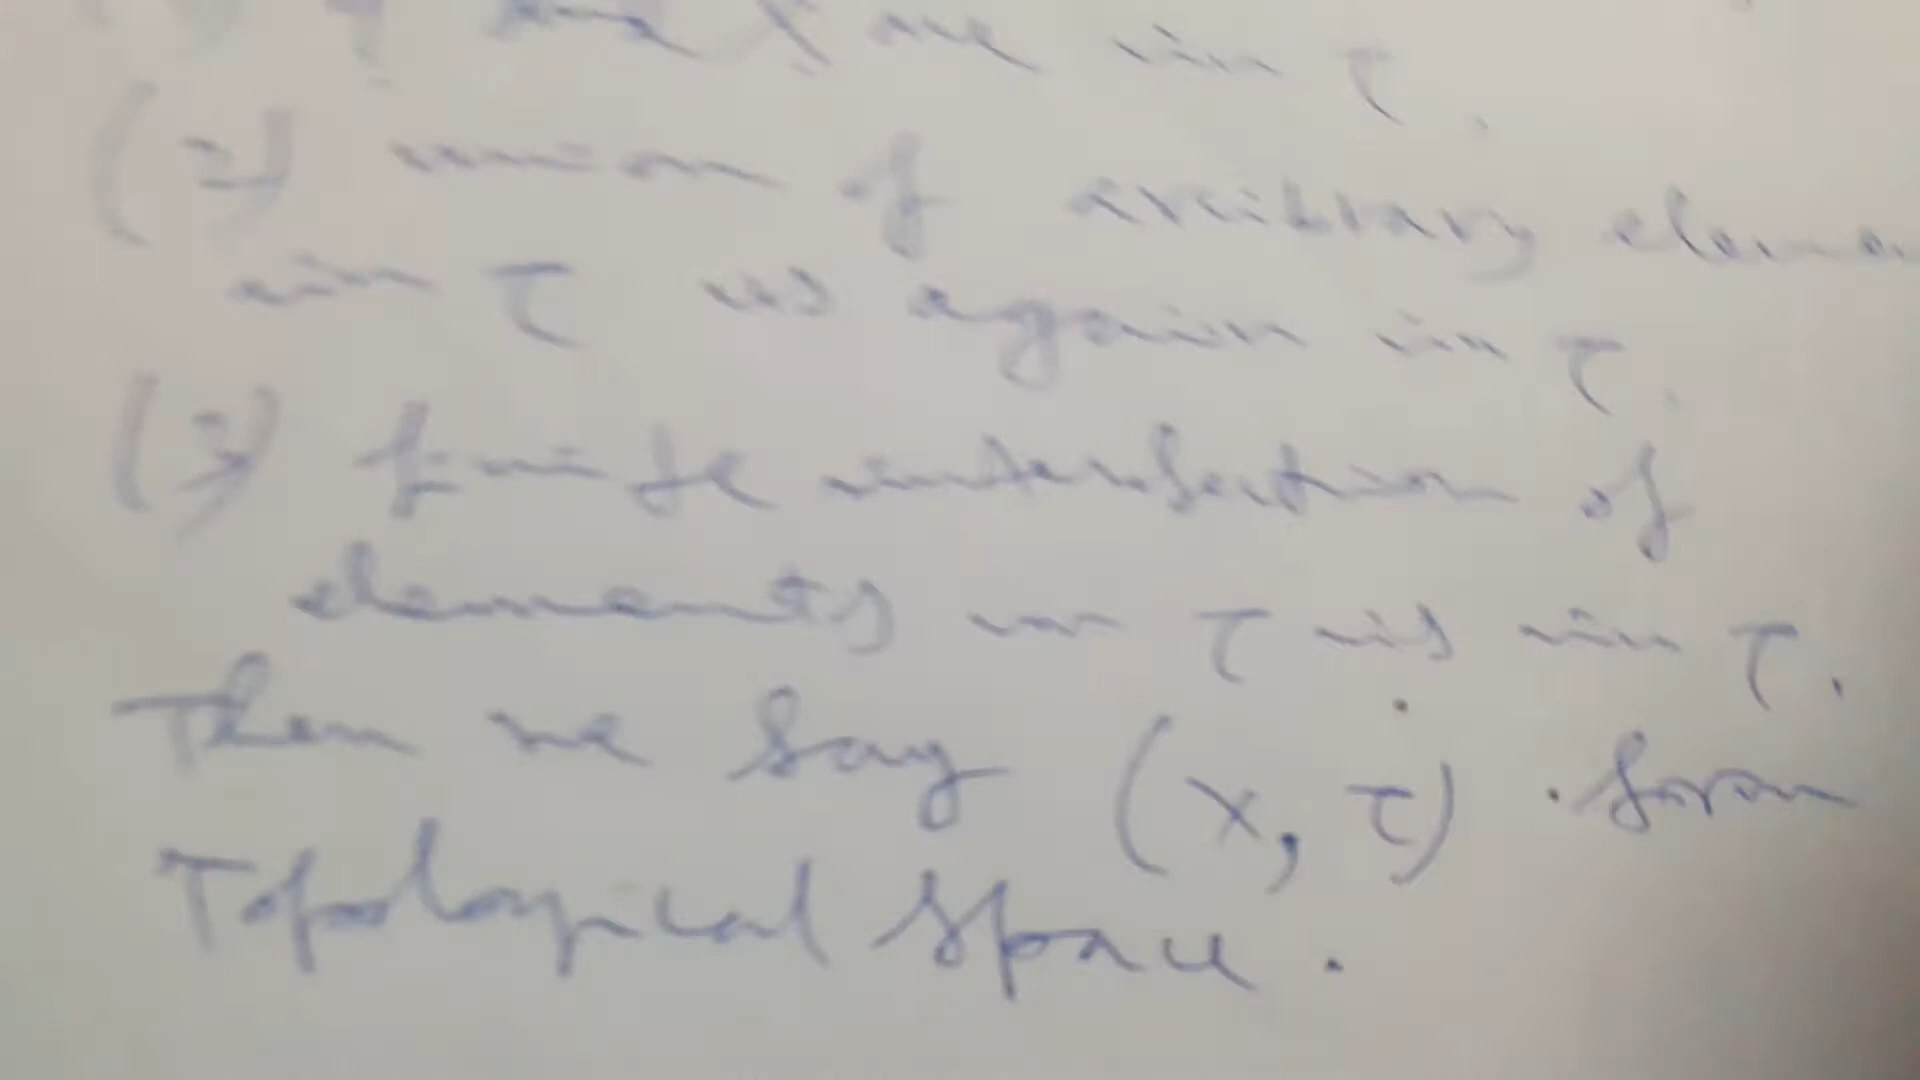 and X are in τ.
(2) union of arbitrary eleme
in τ is again in τ.
(3) finite intersection of
elements in τ is in τ.
Then we say (X, τ) form
Topological space.